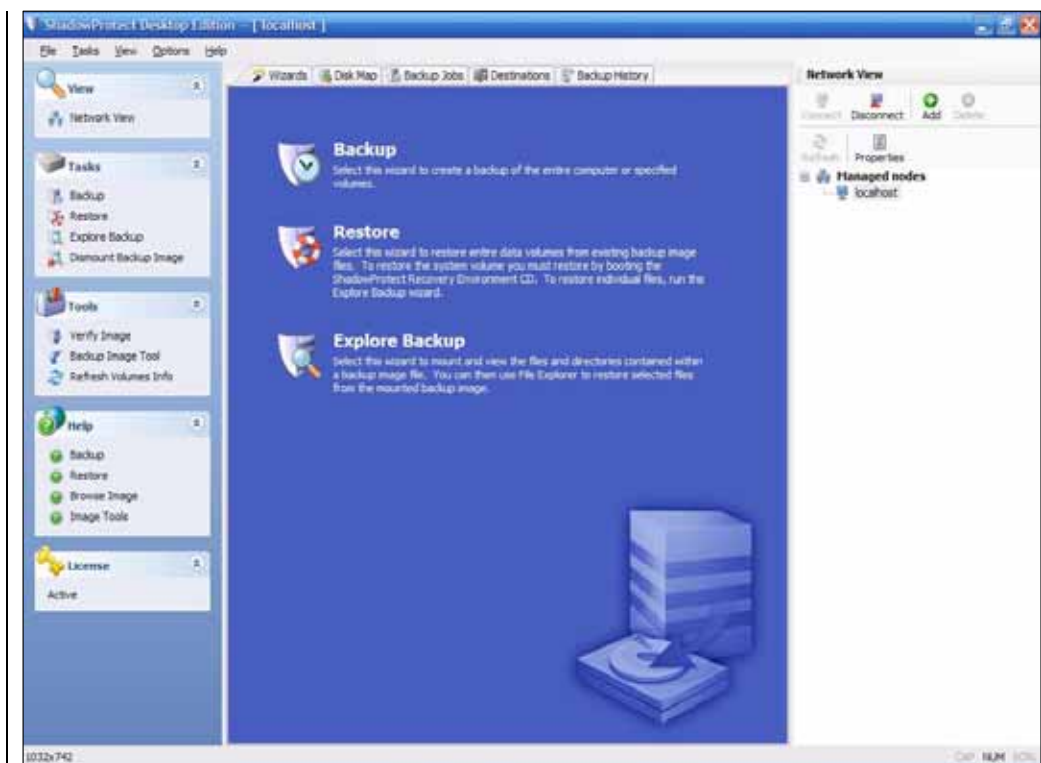 ShadowProtect Desktop Edition - [ localhost ]
File Tasks View Options Help
View
Network View
Tasks
Backup
Restore
Explore Backup
Dismount Backup Image
Tools
Verify Image
Backup Image Tool
Refresh Volumes Info
Help
Backup
Restore
Browse Image
Image Tools
License
Active
Wizards Disk Map Backup Jobs Destinations Backup History
Backup
Select this wizard to create a backup of the entire computer or specified
volumes.
Restore
Select this wizard to restore entire data volumes from existing backup image
files. To restore the system volume you must restore by booting the
ShadowProtect Recovery Environment CD. To restore individual files, run the
Explore Backup wizard.
Explore Backup
Select this wizard to mount and view the files and directories contained within
a backup image file. You can then use File Explorer to restore selected files
from the mounted backup image.
Network View
Connect Disconnect Add Delete
Refresh Properties
Managed nodes
localhost
1032x742
CAP NUM SCRL